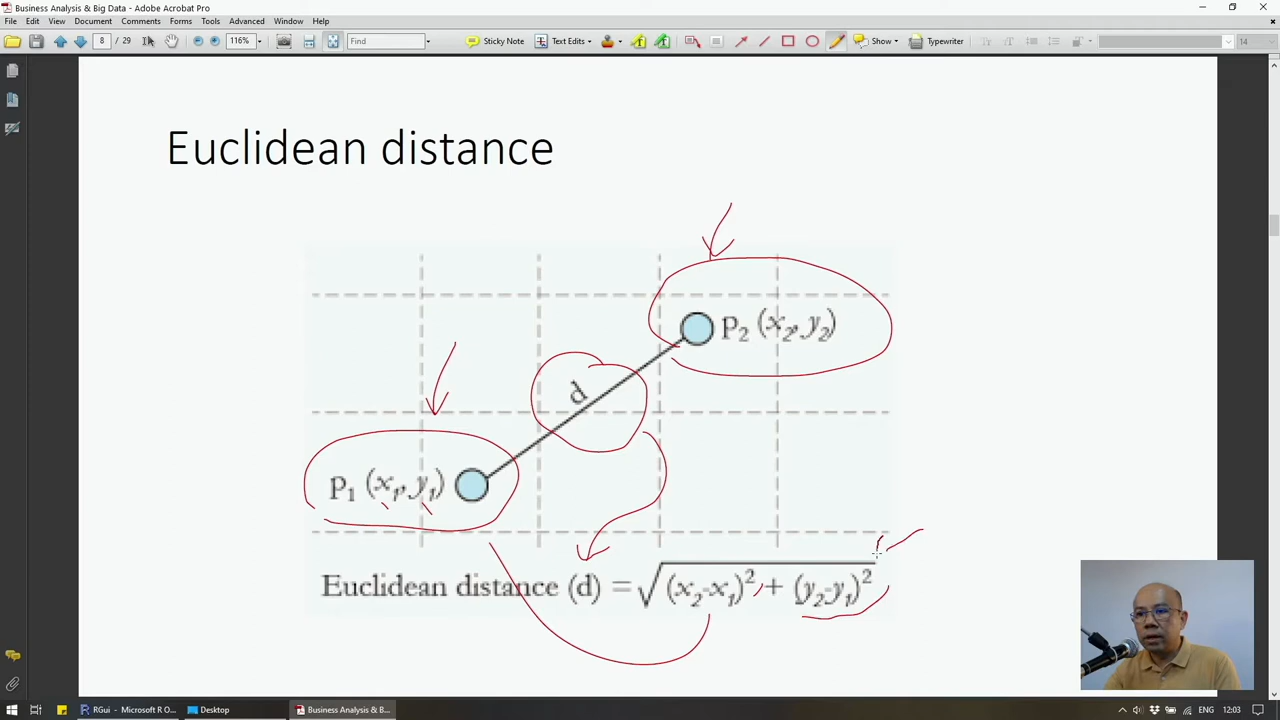 Business Analysis & Big Data - Adobe Acrobat Pro
File Edit View Document Comments Forms Tools Advanced Window Help
8 / 29 116% Find Sticky Note Text Edits Show Typewriter 14
Euclidean distance
p₂ (x₂, y₂)
d
p₁ (x₁, y₁)
Euclidean distance (d) = √(x₂-x₁)² + (y₂-y₁)²
RGui - Microsoft R O... Desktop Business Analysis & B... ENG 12:03